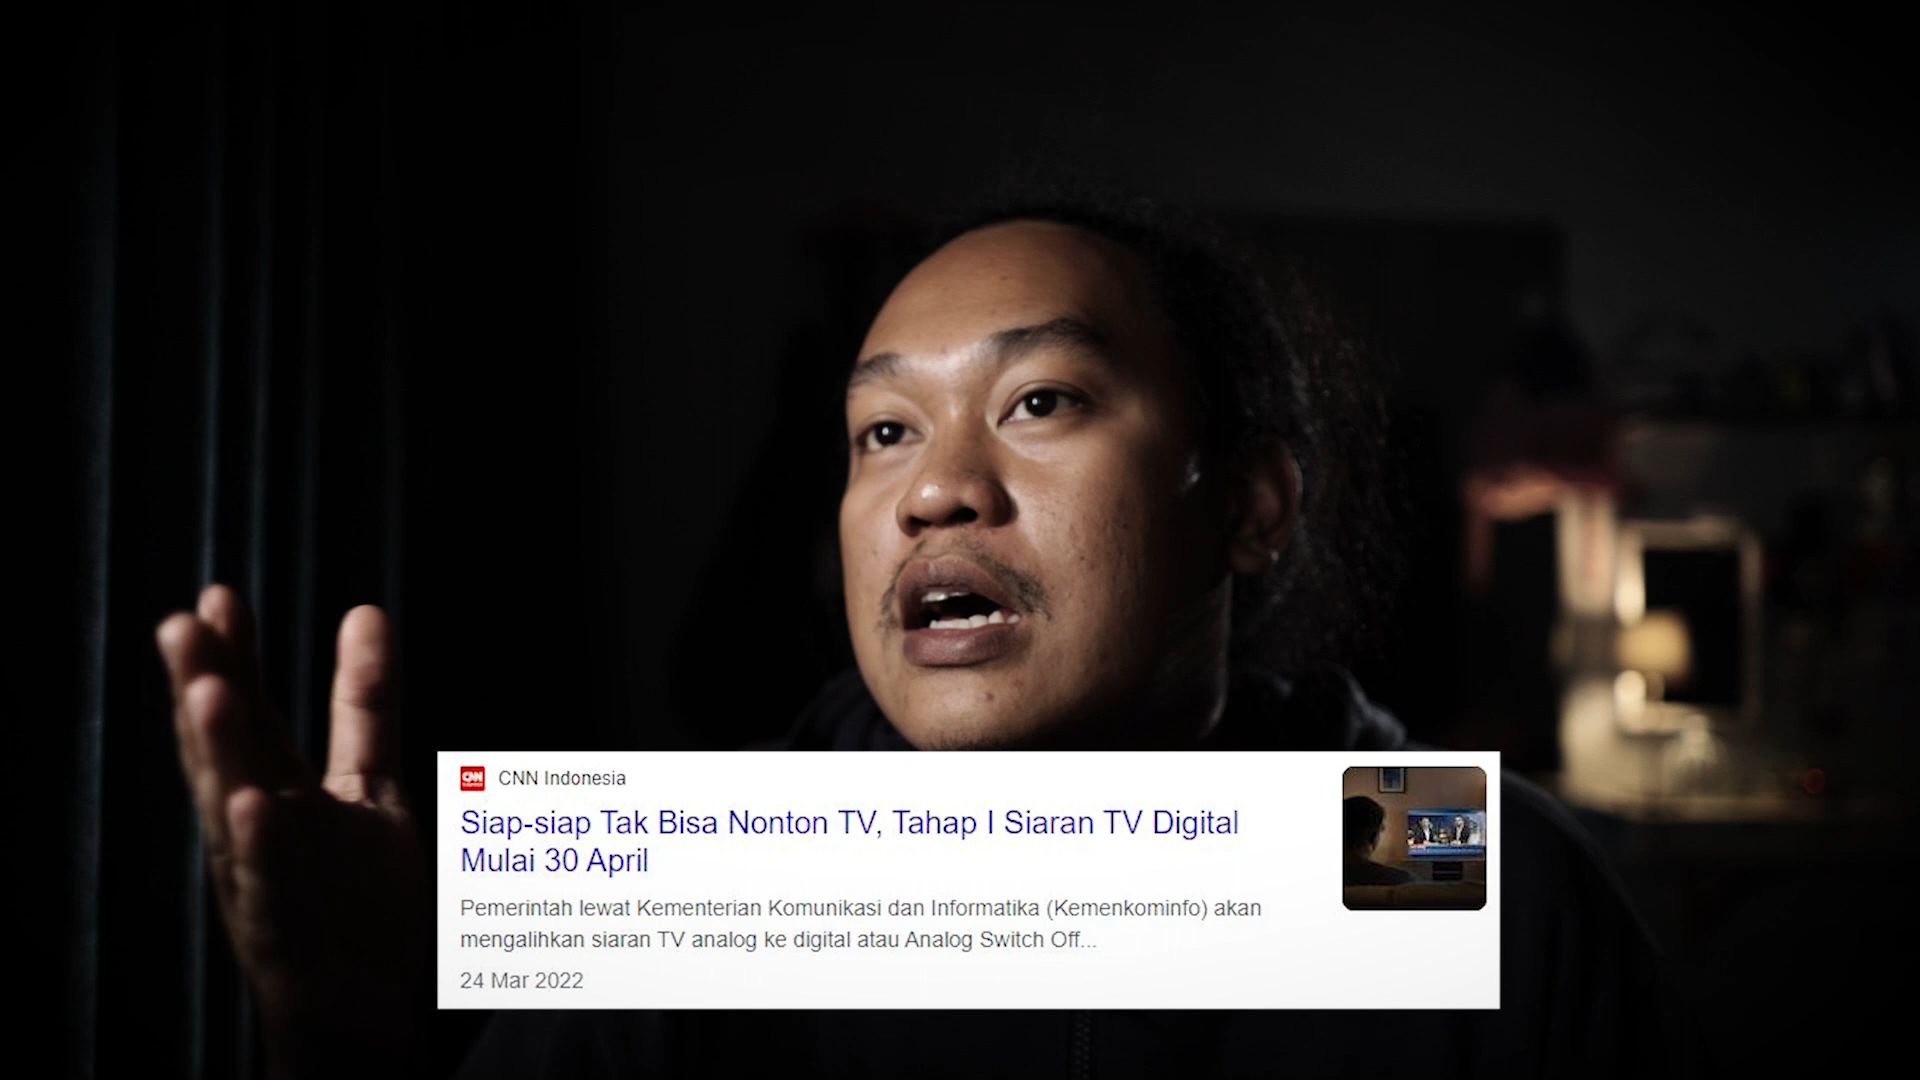 CNN Indonesia
Siap-siap Tak Bisa Nonton TV, Tahap I Siaran TV Digital
Mulai 30 April
Pemerintah lewat Kementerian Komunikasi dan Informatika (Kemenkominfo) akan
mengalihkan siaran TV analog ke digital atau Analog Switch Off...
24 Mar 2022